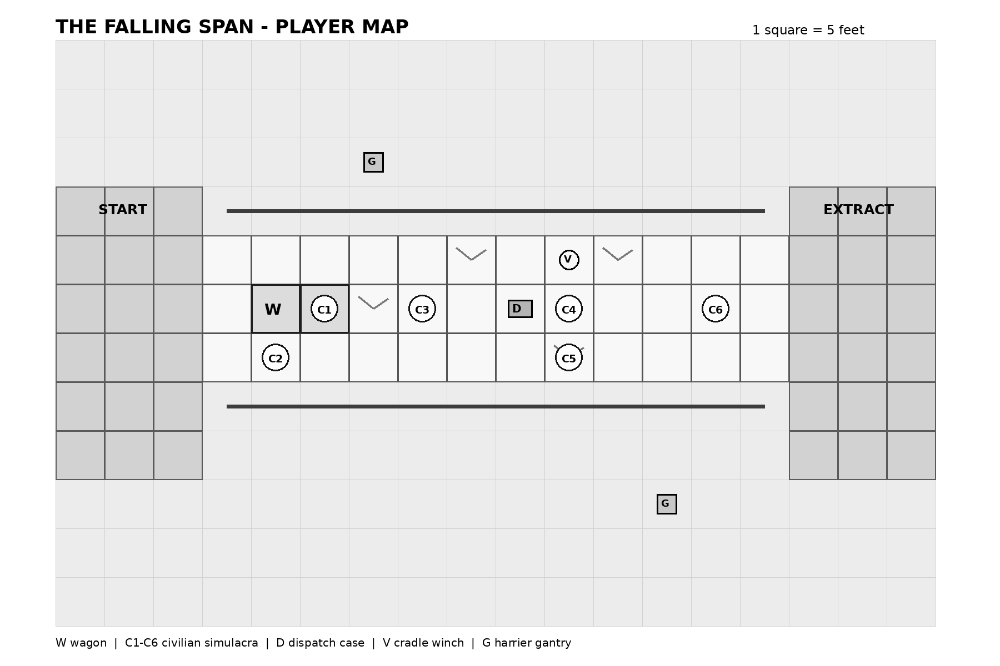 THE FALLING SPAN - PLAYER MAP
1 square = 5 feet
G
START
EXTRACT
V
W
C1
C3
D
C4
C6
C2
C5
G
W wagon | C1-C6 civilian simulacra | D dispatch case | V cradle winch | G harrier gantry